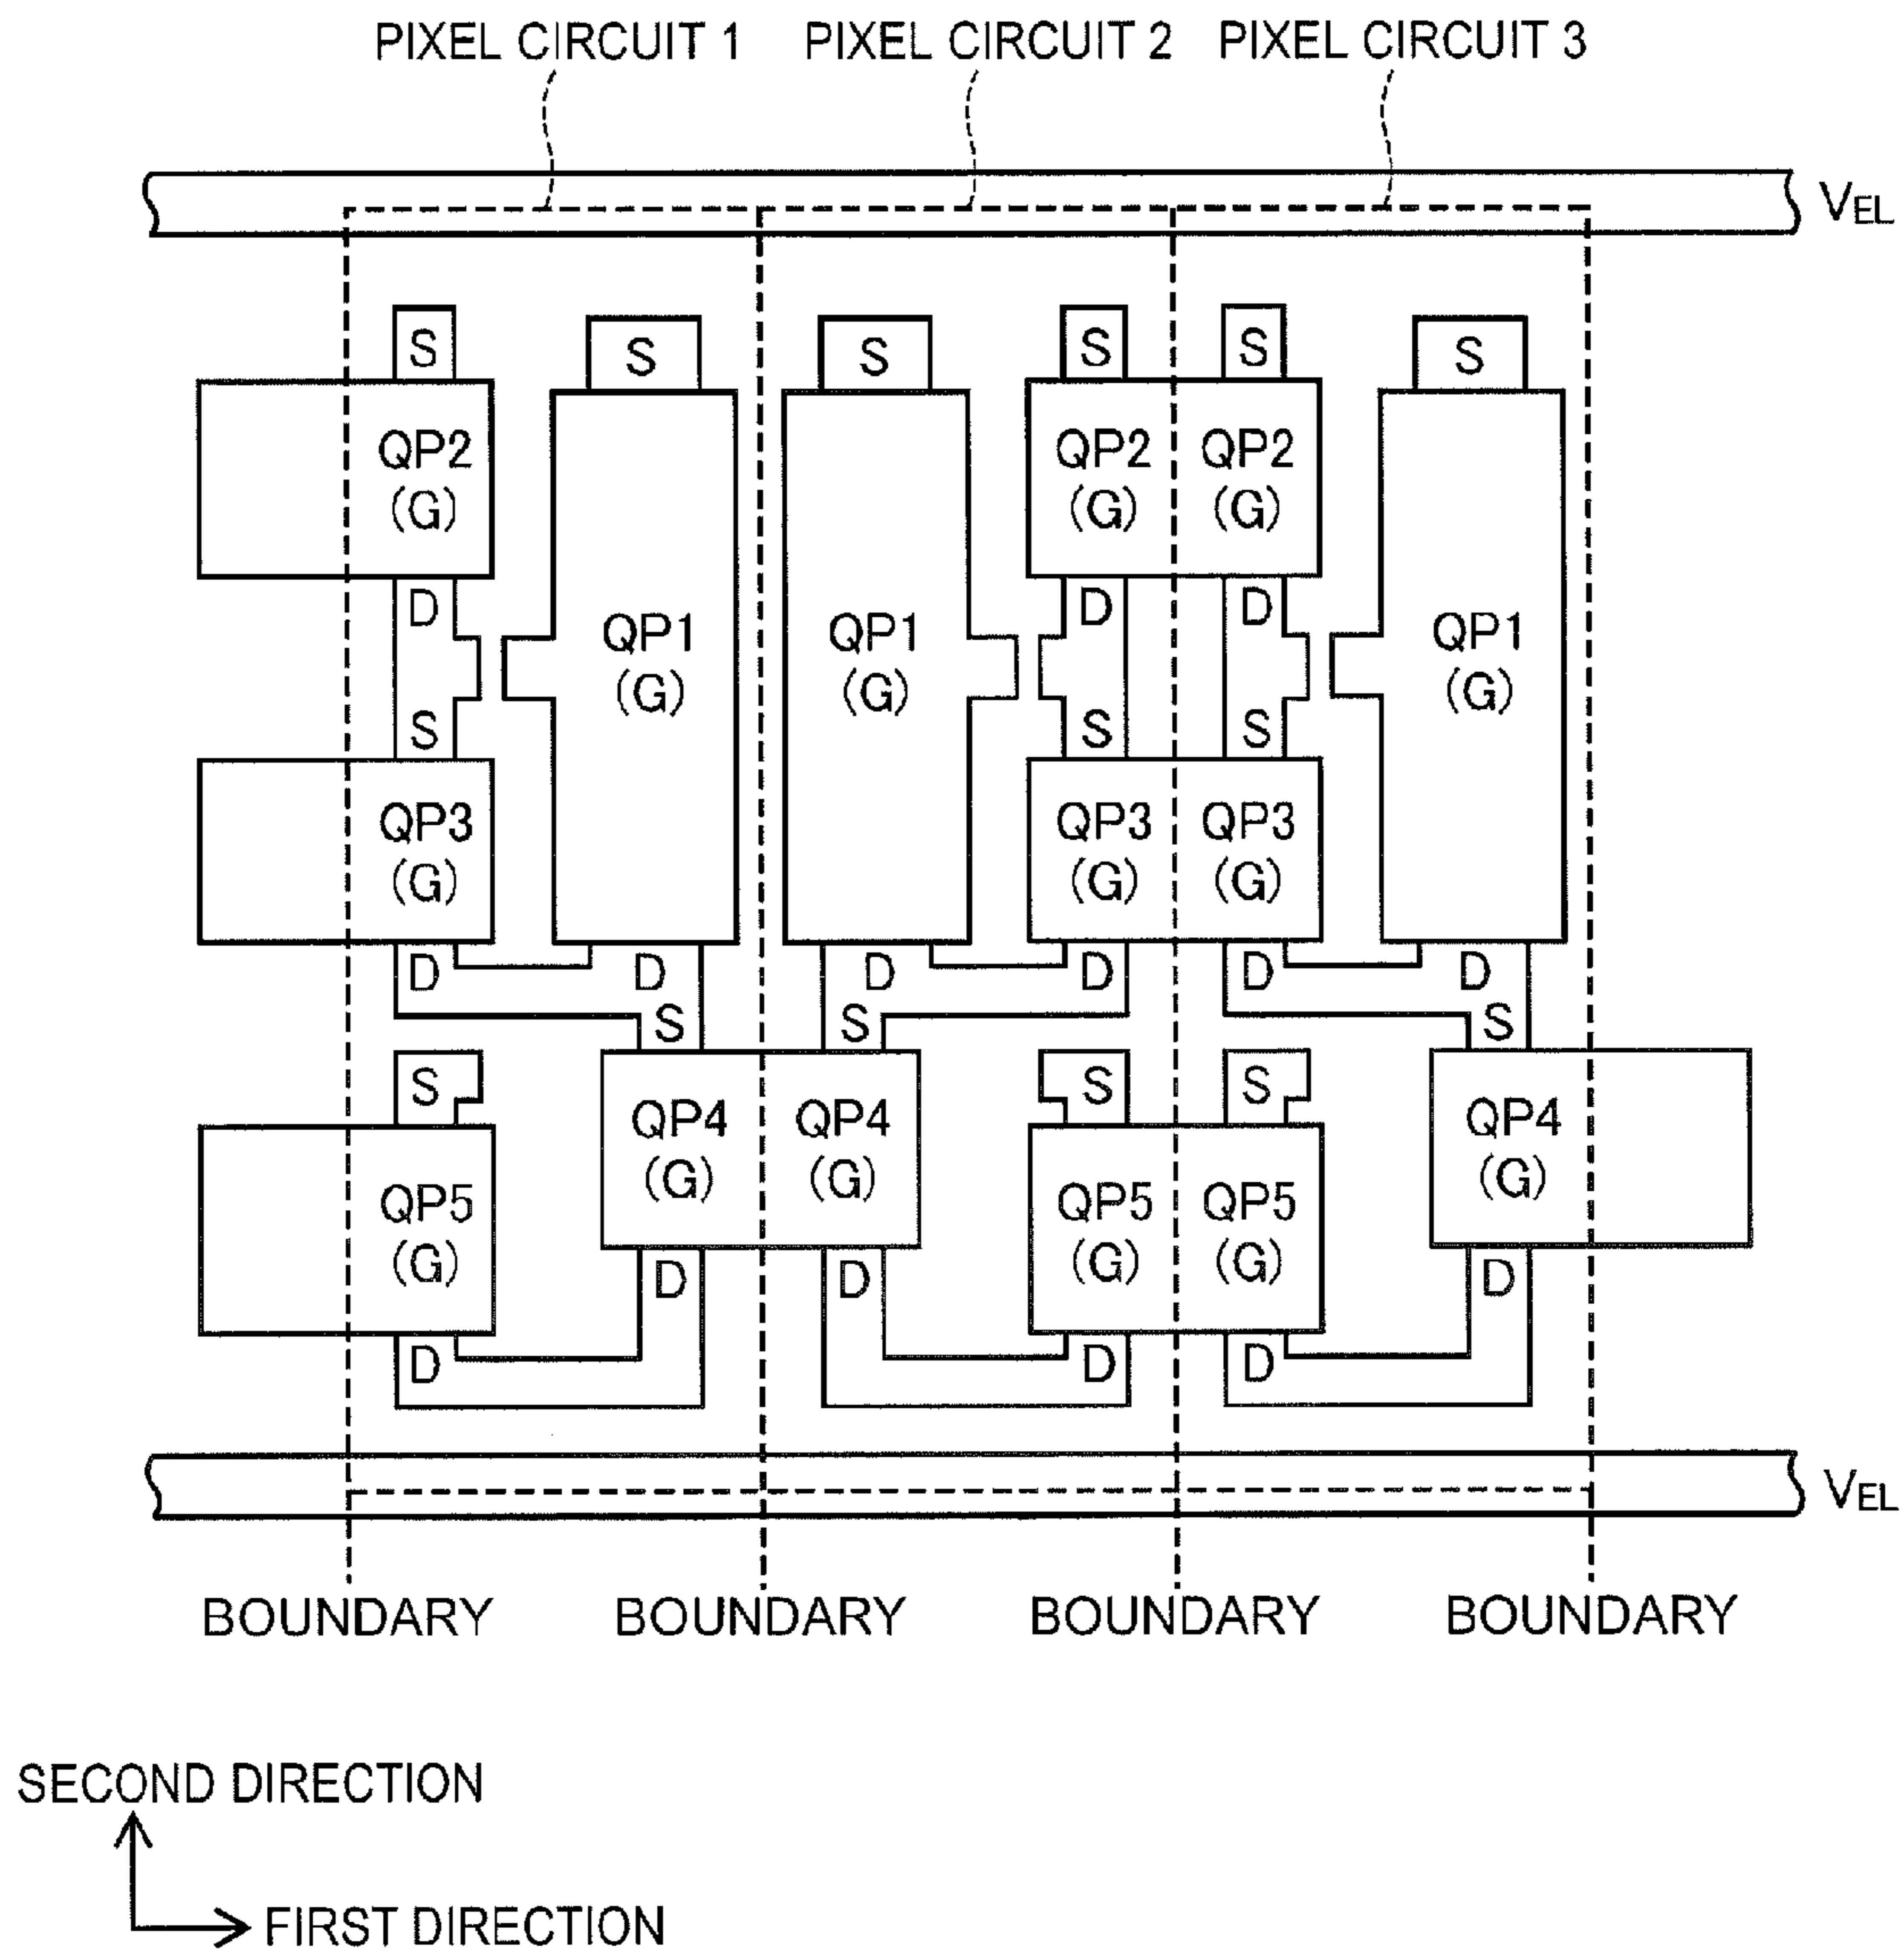 PIXEL CIRCUIT 1 PIXEL CIRCUIT 2 PIXEL CIRCUIT 3
VEL
S S S S S S
QP2 QP2 QP2
(G) (G) (G)
D D D
QP1 QP1 QP1
(G) (G) (G)
S S S
QP3 QP3 QP3
(G) (G) (G)
D D D D D D
S S S
S S S
QP4 QP4 QP4
(G) (G) (G)
QP5 QP5 QP5
(G) (G) (G)
D D D
D D D
VEL
BOUNDARY BOUNDARY BOUNDARY BOUNDARY
SECOND DIRECTION
FIRST DIRECTION